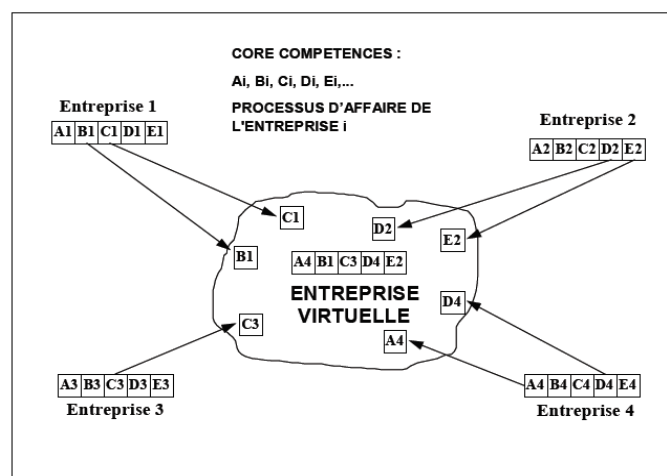 CORE COMPETENCES :
Ai, Bi, Ci, Di, Ei,...
PROCESSUS D'AFFAIRE DE
L'ENTREPRISE i
Entreprise 1
A1 B1 C1 D1 E1
Entreprise 2
A2 B2 C2 D2 E2
C1
D2
E2
B1
A4 B1 C3 D4 E2
ENTREPRISE
VIRTUELLE
D4
C3
A4
A3 B3 C3 D3 E3
Entreprise 3
A4 B4 C4 D4 E4
Entreprise 4